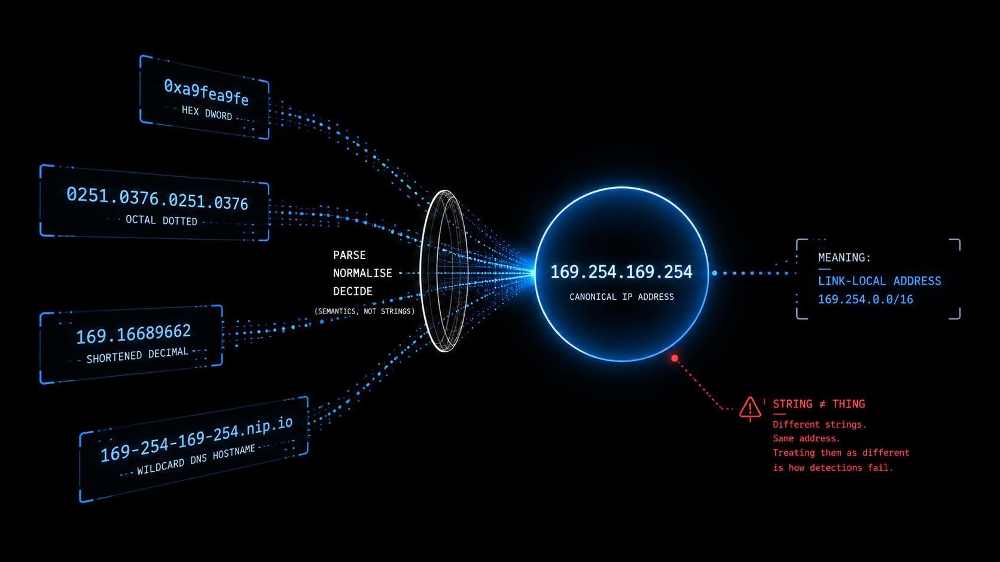 0xa9fea9fe
HEX DWORD
0251.0376.0251.0376
OCTAL DOTTED
169.16689662
SHORTENED DECIMAL
169-254-169-254.nip.io
WILDCARD DNS HOSTNAME
PARSE
NORMALISE
DECIDE
(SEMANTICS, NOT STRINGS)
169.254.169.254
CANONICAL IP ADDRESS
MEANING:
LINK-LOCAL ADDRESS
169.254.0.0/16
STRING ≠ THING
Different strings.
Same address.
Treating them as different
is how detections fail.